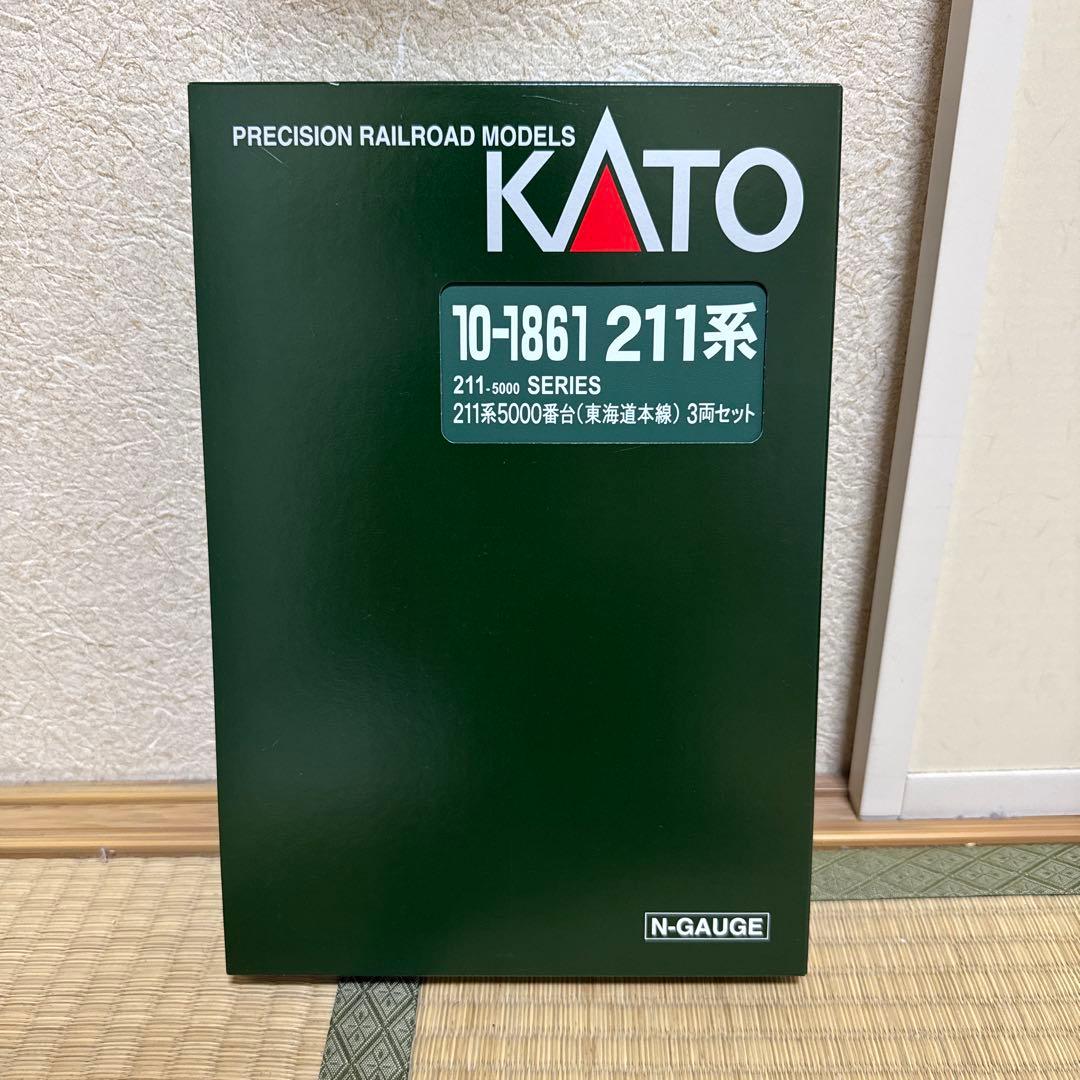 PRECISION RAILROAD MODELS
KATO
10-1861 211系
211-5000 SERIES
211系5000番台(東海道本線) 3両セット
N-GAUGE